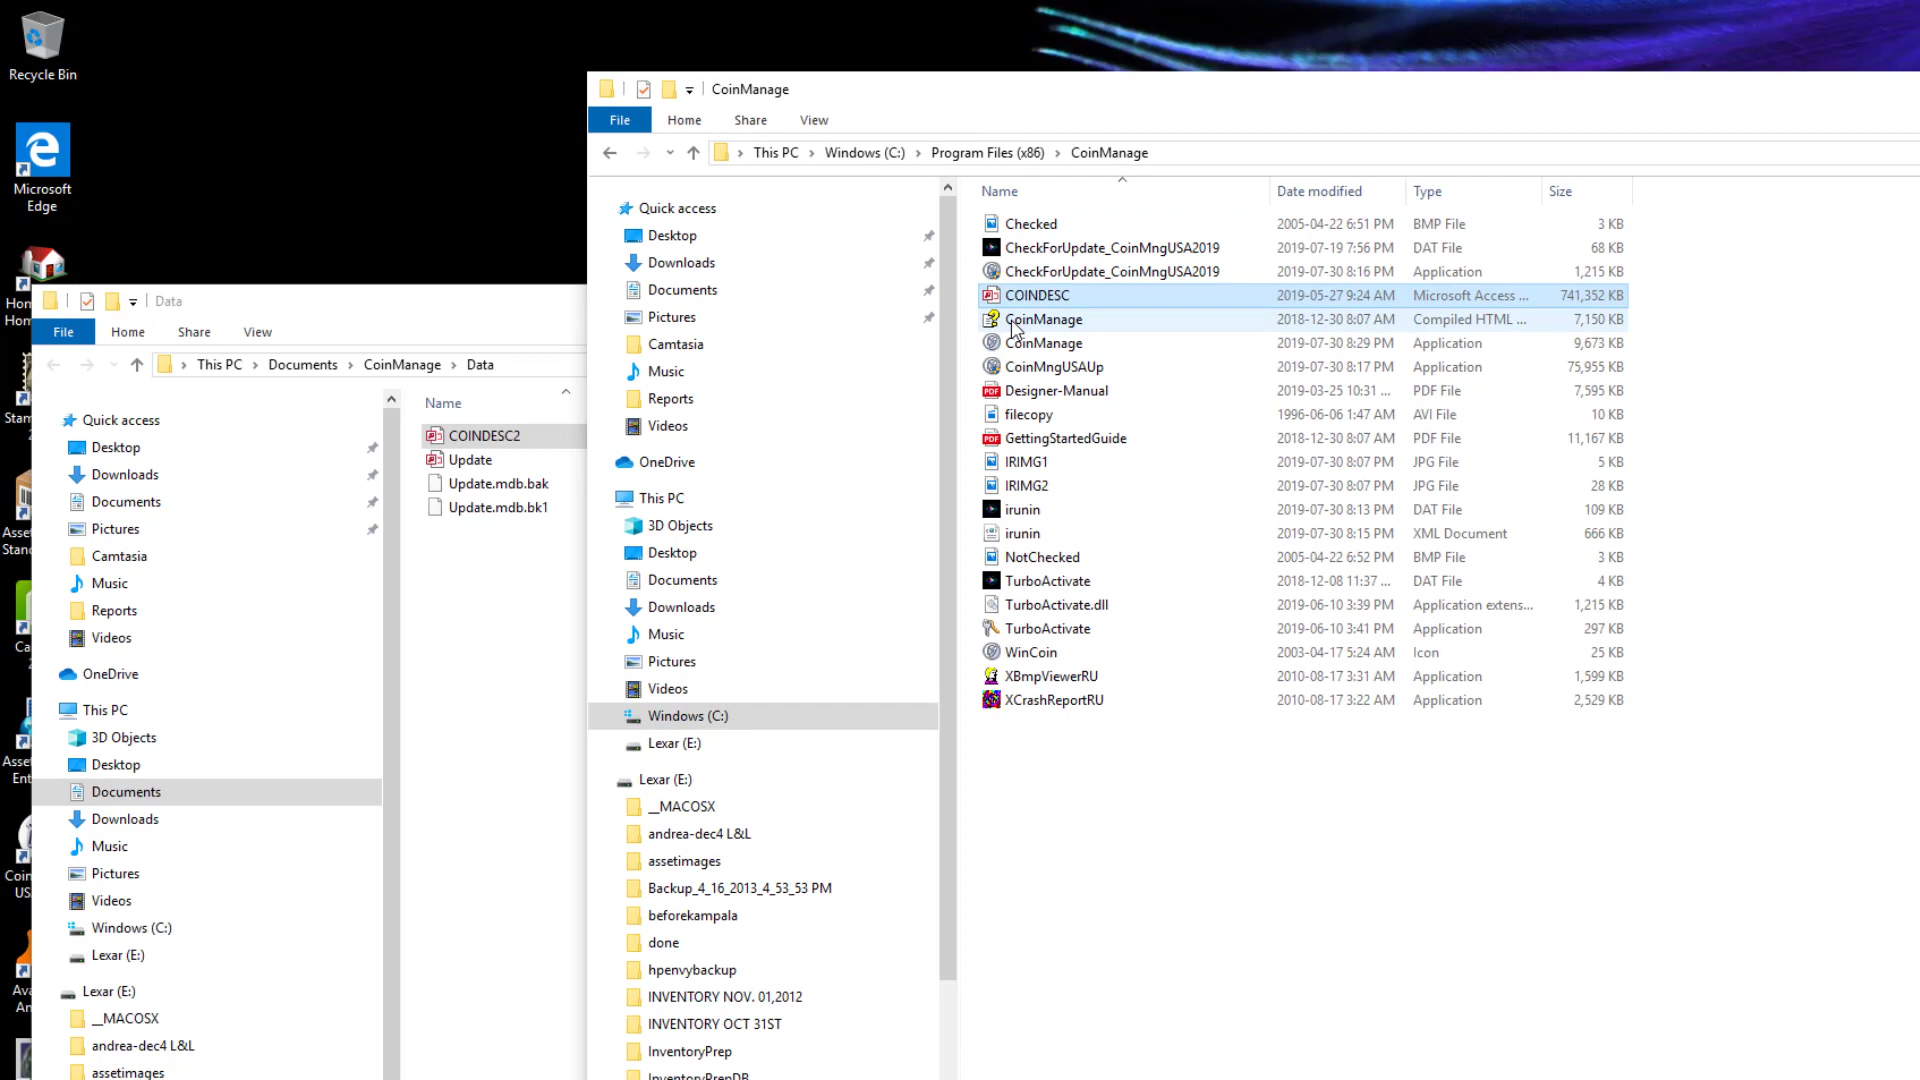 Recycle Bin
Microsoft
Edge
CoinManage
File Home Share View
This PC Windows (C:) Program Files (x86) CoinManage
Name Date modified Type Size
Quick access
Desktop
Downloads
Documents
Pictures
Camtasia
Music
Reports
Videos
OneDrive
This PC
3D Objects
Desktop
Documents
Downloads
Music
Pictures
Videos
Windows (C:)
Lexar (E:)
Lexar (E:)
__MACOSX
andrea-dec4 L&L
assetimages
Backup_4_16_2013_4_53_53 PM
beforekampala
done
hpenvybackup
INVENTORY NOV. 01,2012
INVENTORY OCT 31ST
InventoryPrep
InventoryPrepDB
Checked 2005-04-22 6:51 PM BMP File 3 KB
CheckForUpdate_CoinMngUSA2019 2019-07-19 7:56 PM DAT File 68 KB
CheckForUpdate_CoinMngUSA2019 2019-07-30 8:16 PM Application 1,215 KB
COINDESC 2019-05-27 9:24 AM Microsoft Access ... 741,352 KB
CoinManage 2018-12-30 8:07 AM Compiled HTML ... 7,150 KB
CoinManage 2019-07-30 8:29 PM Application 9,673 KB
CoinMngUSAUp 2019-07-30 8:17 PM Application 75,955 KB
Designer-Manual 2019-03-25 10:31 ... PDF File 7,595 KB
filecopy 1996-06-06 1:47 AM AVI File 10 KB
GettingStartedGuide 2018-12-30 8:07 AM PDF File 11,167 KB
IRIMG1 2019-07-30 8:07 PM JPG File 5 KB
IRIMG2 2019-07-30 8:07 PM JPG File 28 KB
irunin 2019-07-30 8:13 PM DAT File 109 KB
irunin 2019-07-30 8:15 PM XML Document 666 KB
NotChecked 2005-04-22 6:52 PM BMP File 3 KB
TurboActivate 2018-12-08 11:37 ... DAT File 4 KB
TurboActivate.dll 2019-06-10 3:39 PM Application extens... 1,215 KB
TurboActivate 2019-06-10 3:41 PM Application 297 KB
WinCoin 2003-04-17 5:24 AM Icon 25 KB
XBmpViewerRU 2010-08-17 3:31 AM Application 1,599 KB
XCrashReportRU 2010-08-17 3:22 AM Application 2,529 KB
Data
File Home Share View
This PC Documents CoinManage Data
Name
Quick access
Desktop
Downloads
Documents
Pictures
Camtasia
Music
Reports
Videos
OneDrive
This PC
3D Objects
Desktop
Documents
Downloads
Music
Pictures
Videos
Windows (C:)
Lexar (E:)
Lexar (E:)
__MACOSX
andrea-dec4 L&L
assetimages
COINDESC2
Update
Update.mdb.bak
Update.mdb.bk1